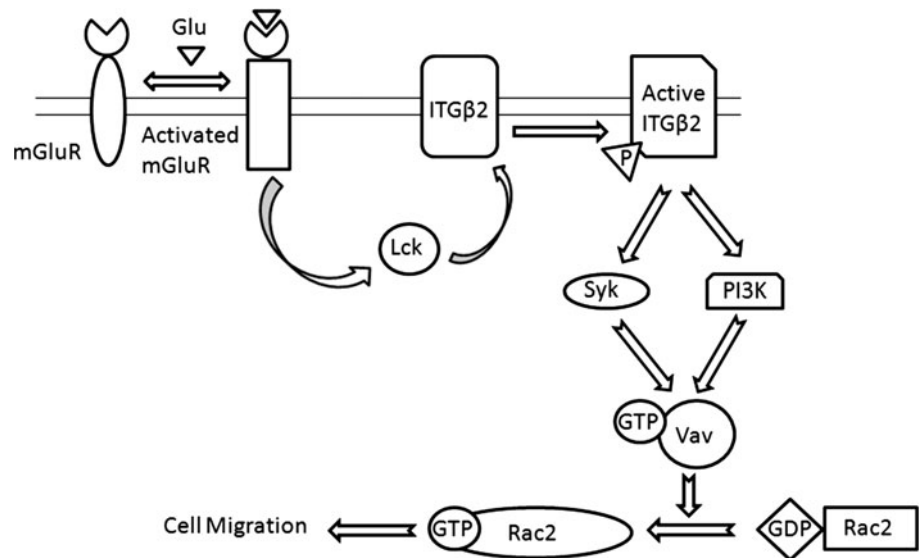 Glu
mGluR
Activated
mGluR
ITGβ2
Active
ITGβ2
P
Lck
Syk
PI3K
GTP
Vav
Cell Migration
GTP
Rac2
GDP
Rac2